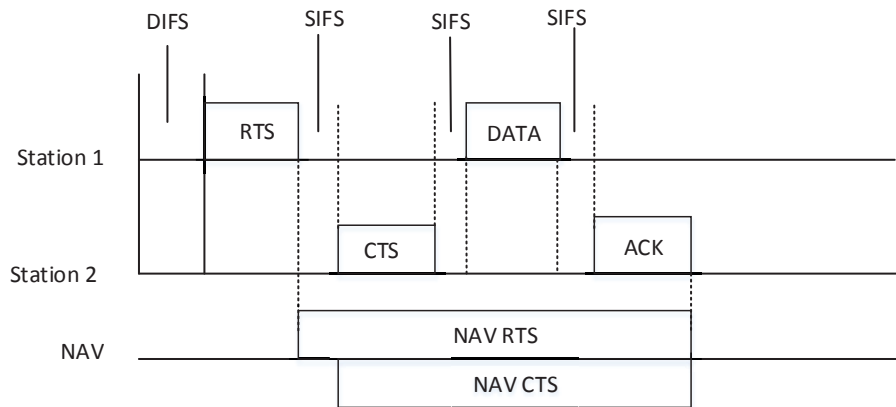 DIFS
SIFS
SIFS
SIFS
RTS
DATA
Station 1
CTS
ACK
Station 2
NAV RTS
NAV
NAV CTS